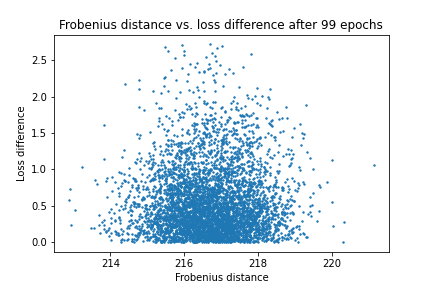 Frobenius distance vs. loss difference after 99 epochs
Loss difference
2.5
2.0
1.5
1.0
0.5
0.0
214 216 218 220
Frobenius distance